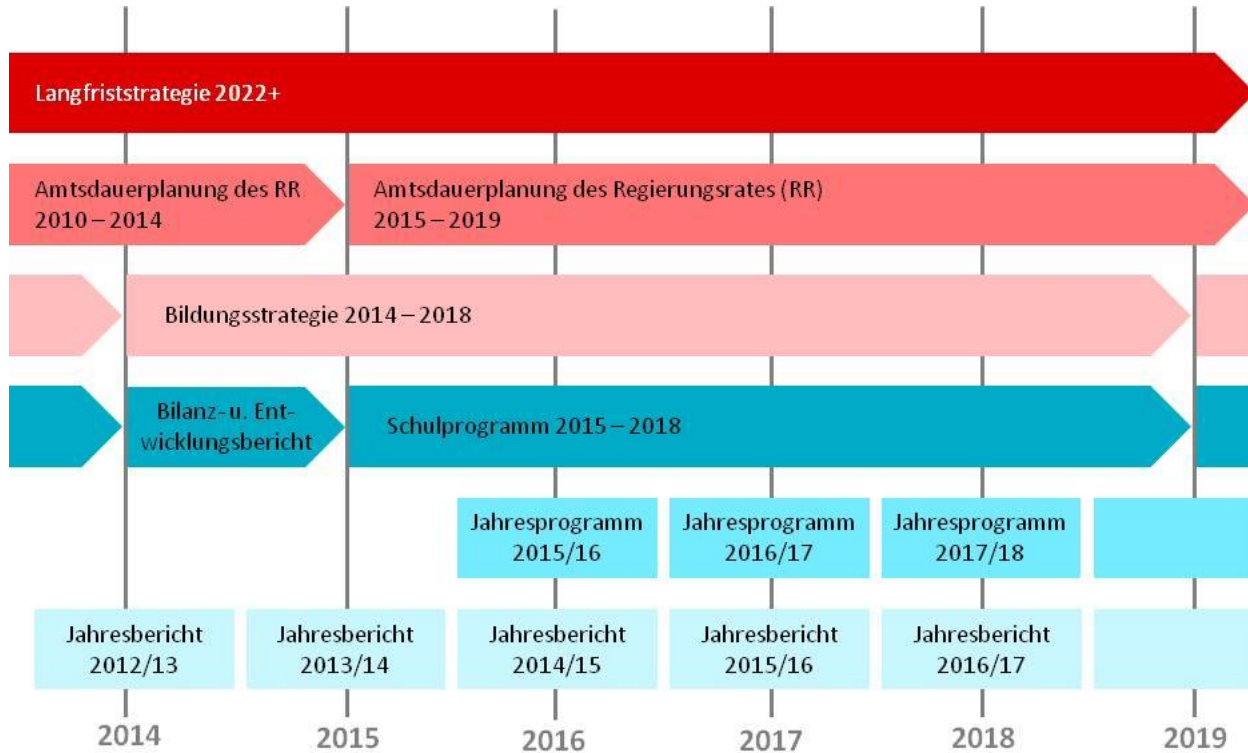 Langfriststrategie 2022+
Amtsdauerplanung des RR
2010 – 2014
Amtsdauerplanung des Regierungsrates (RR)
2015 – 2019
Bildungsstrategie 2014 – 2018
Bilanz- u. Ent-
wicklungsbericht
Schulprogramm 2015 – 2018
Jahresprogramm
2015/16
Jahresprogramm
2016/17
Jahresprogramm
2017/18
Jahresbericht
2012/13
Jahresbericht
2013/14
Jahresbericht
2014/15
Jahresbericht
2015/16
Jahresbericht
2016/17
2014
2015
2016
2017
2018
2019